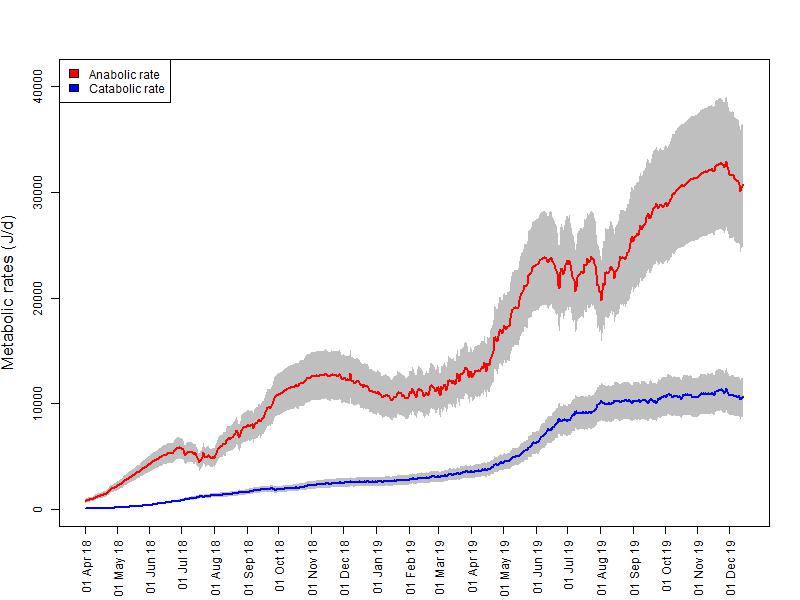 Anabolic rate
Catabolic rate
Metabolic rates (J/d)
40000
30000
20000
10000
0
01 Apr 18
01 May 18
01 Jun 18
01 Jul 18
01 Aug 18
01 Sep 18
01 Oct 18
01 Nov 18
01 Dec 18
01 Jan 19
01 Feb 19
01 Mar 19
01 Apr 19
01 May 19
01 Jun 19
01 Jul 19
01 Aug 19
01 Sep 19
01 Oct 19
01 Nov 19
01 Dec 19